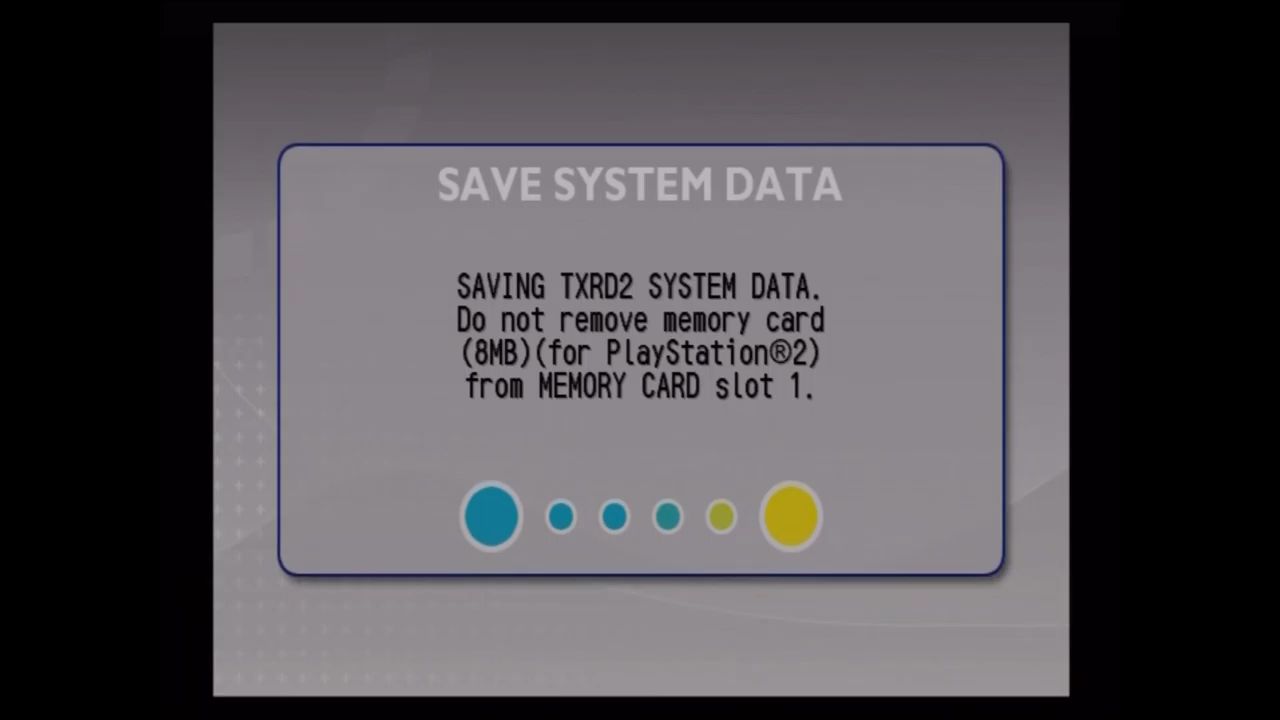 SAVE SYSTEM DATA
SAVING TXRD2 SYSTEM DATA.
Do not remove memory card
(8MB)(for PlayStation®2)
from MEMORY CARD slot 1.